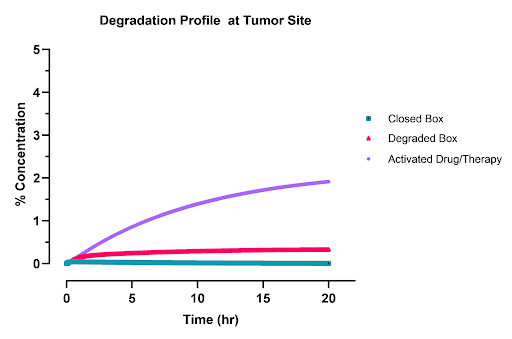 Degradation Profile at Tumor Site
% Concentration
5
4
3
2
1
0
0
5
10
15
20
Time (hr)
Closed Box
Degraded Box
Activated Drug/Therapy